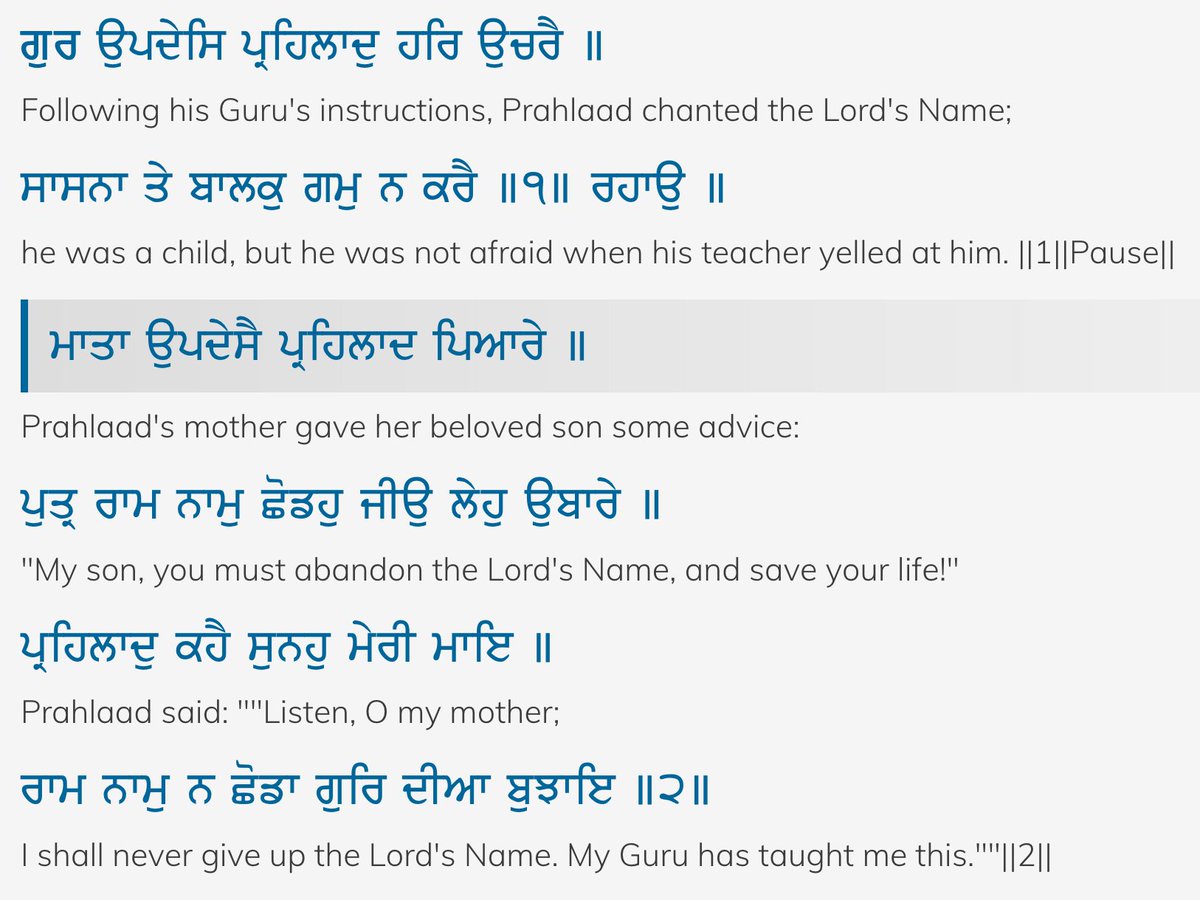 ਗੁਰ ਉਪਦੇਸਿ ਪ੍ਰਹਿਲਾਦੁ ਹਰਿ ਉਚਰੈ ॥
Following his Guru's instructions, Prahlaad chanted the Lord's Name;
ਸਾਸਨਾ ਤੇ ਬਾਲਕੁ ਗਮੁ ਨ ਕਰੈ ॥੧॥ ਰਹਾਉ ॥
he was a child, but he was not afraid when his teacher yelled at him. ||1||Pause||
ਮਾਤਾ ਉਪਦੇਸੈ ਪ੍ਰਹਿਲਾਦ ਪਿਆਰੇ ॥
Prahlaad's mother gave her beloved son some advice:
ਪੁਤ੍ਰ ਰਾਮ ਨਾਮੁ ਛੋਡਹੁ ਜੀਉ ਲੇਹੁ ਉਬਾਰੇ ॥
"My son, you must abandon the Lord's Name, and save your life!"
ਪ੍ਰਹਿਲਾਦੁ ਕਹੈ ਸੁਨਹੁ ਮੇਰੀ ਮਾਇ ॥
Prahlaad said: ""Listen, O my mother;
ਰਾਮ ਨਾਮੁ ਨ ਛੋਡਾ ਗੁਰਿ ਦੀਆ ਬੁਝਾਇ ॥੨॥
I shall never give up the Lord's Name. My Guru has taught me this.""||2||